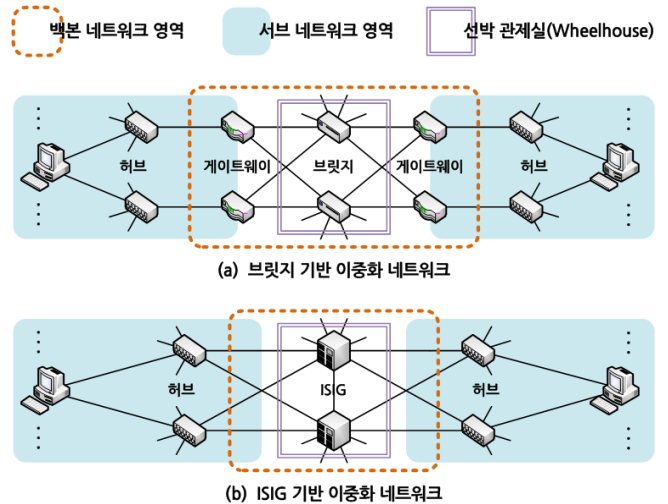 백본 네트워크 영역 서브 네트워크 영역 선박 관제실(Wheelhouse)
허브 게이트웨이 브릿지 게이트웨이 허브
(a) 브릿지 기반 이중화 네트워크
허브 ISIG 허브
(b) ISIG 기반 이중화 네트워크